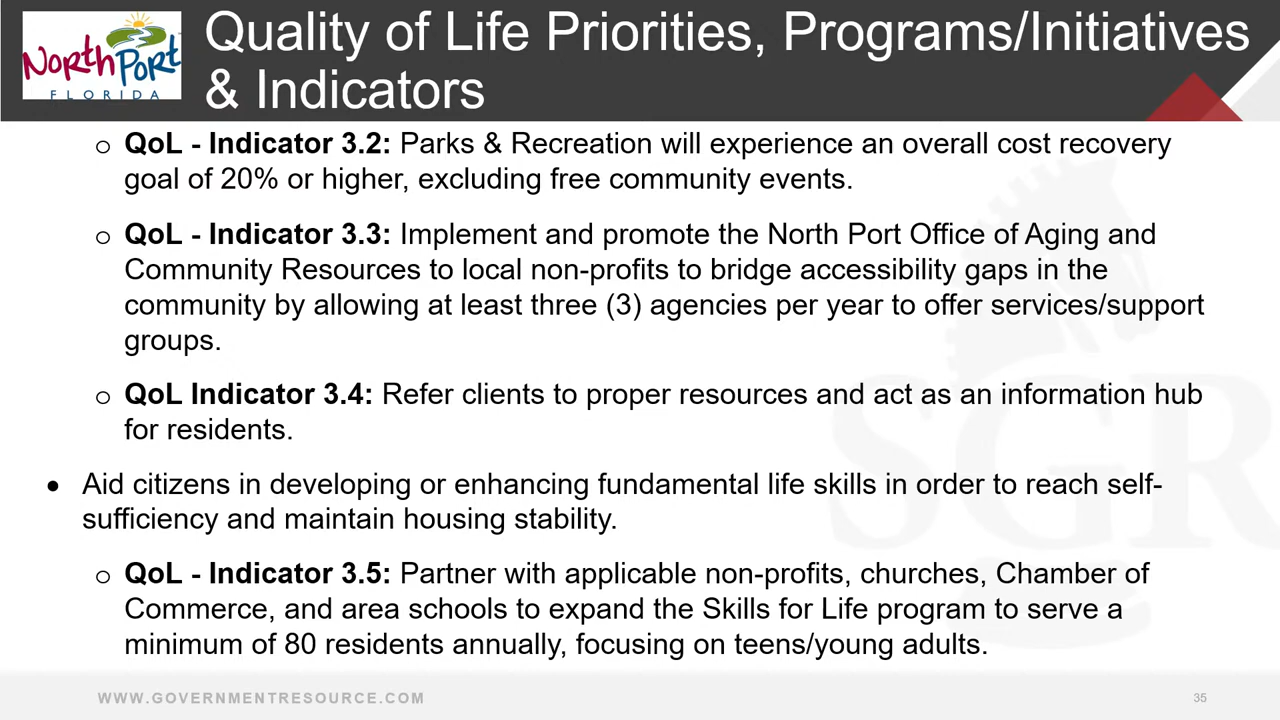 North Port
FLORIDA
Quality of Life Priorities, Programs/Initiatives
& Indicators
o QoL - Indicator 3.2: Parks & Recreation will experience an overall cost recovery
goal of 20% or higher, excluding free community events.
o QoL - Indicator 3.3: Implement and promote the North Port Office of Aging and
Community Resources to local non-profits to bridge accessibility gaps in the
community by allowing at least three (3) agencies per year to offer services/support
groups.
o QoL Indicator 3.4: Refer clients to proper resources and act as an information hub
for residents.
• Aid citizens in developing or enhancing fundamental life skills in order to reach self-
sufficiency and maintain housing stability.
o QoL - Indicator 3.5: Partner with applicable non-profits, churches, Chamber of
Commerce, and area schools to expand the Skills for Life program to serve a
minimum of 80 residents annually, focusing on teens/young adults.
SGR
WWW.GOVERNMENTRESOURCE.COM
35